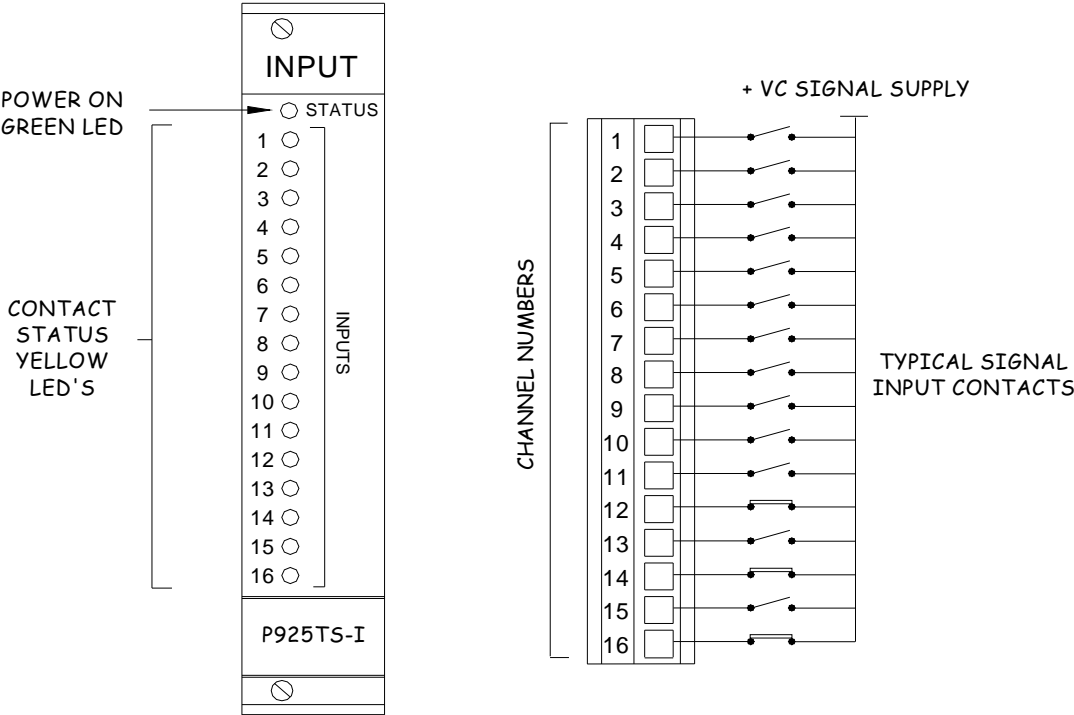 INPUT
POWER ON
GREEN LED
STATUS
1
2
3
4
5
6
7
8
9
10
11
12
13
14
15
16
INPUTS
CONTACT
STATUS
YELLOW
LED'S
P925TS-I
+ VC SIGNAL SUPPLY
CHANNEL NUMBERS
1
2
3
4
5
6
7
8
9
10
11
12
13
14
15
16
TYPICAL SIGNAL
INPUT CONTACTS